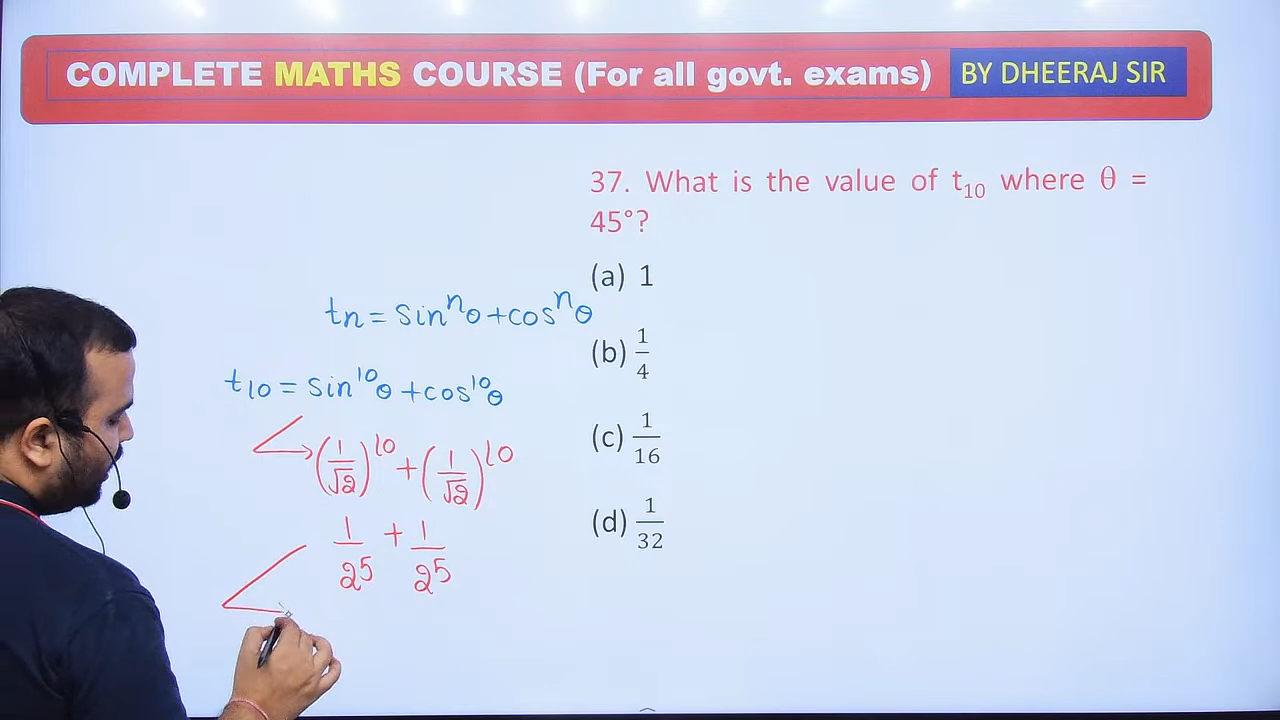 COMPLETE MATHS COURSE (For all govt. exams) BY DHEERAJ SIR
37. What is the value of t₁₀ where θ =
45°?
(a) 1
(b) 1/4
(c) 1/16
(d) 1/32
tn = sinⁿθ + cosⁿθ
t10 = sin¹⁰θ + cos¹⁰θ
(1/√2)¹⁰ + (1/√2)¹⁰
1/2⁵ + 1/2⁵